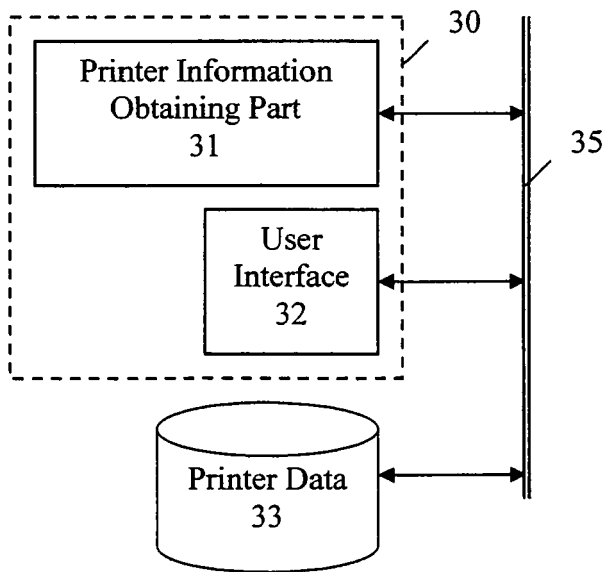 30
Printer Information
Obtaining Part
31
35
User
Interface
32
Printer Data
33